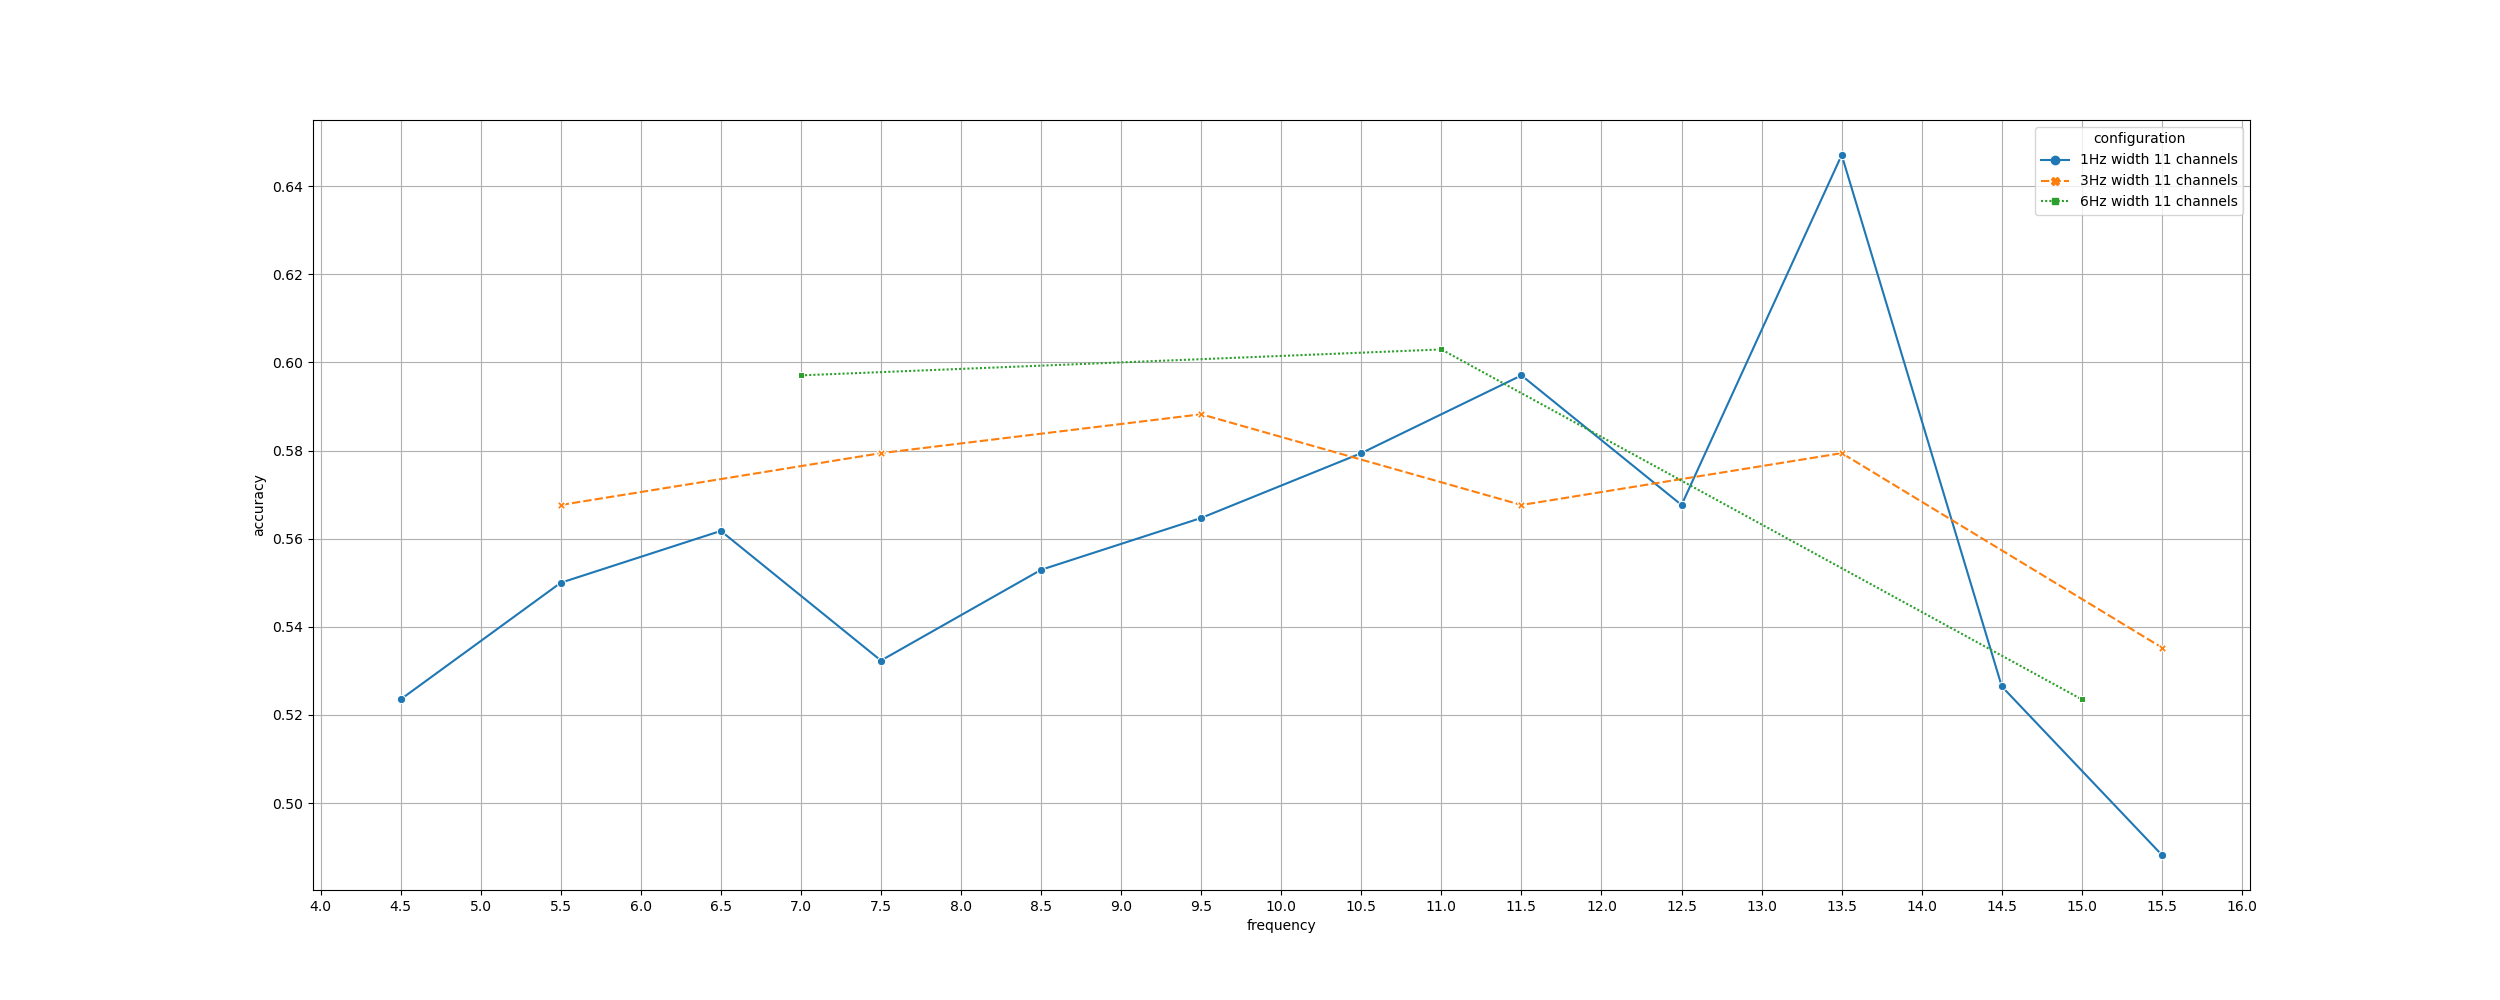 configuration
1Hz width 11 channels
3Hz width 11 channels
6Hz width 11 channels
0.64
0.62
0.60
0.58
0.56
0.54
0.52
0.50
accuracy
4.0 4.5 5.0 5.5 6.0 6.5 7.0 7.5 8.0 8.5 9.0 9.5 10.0 10.5 11.0 11.5 12.0 12.5 13.0 13.5 14.0 14.5 15.0 15.5 16.0
frequency